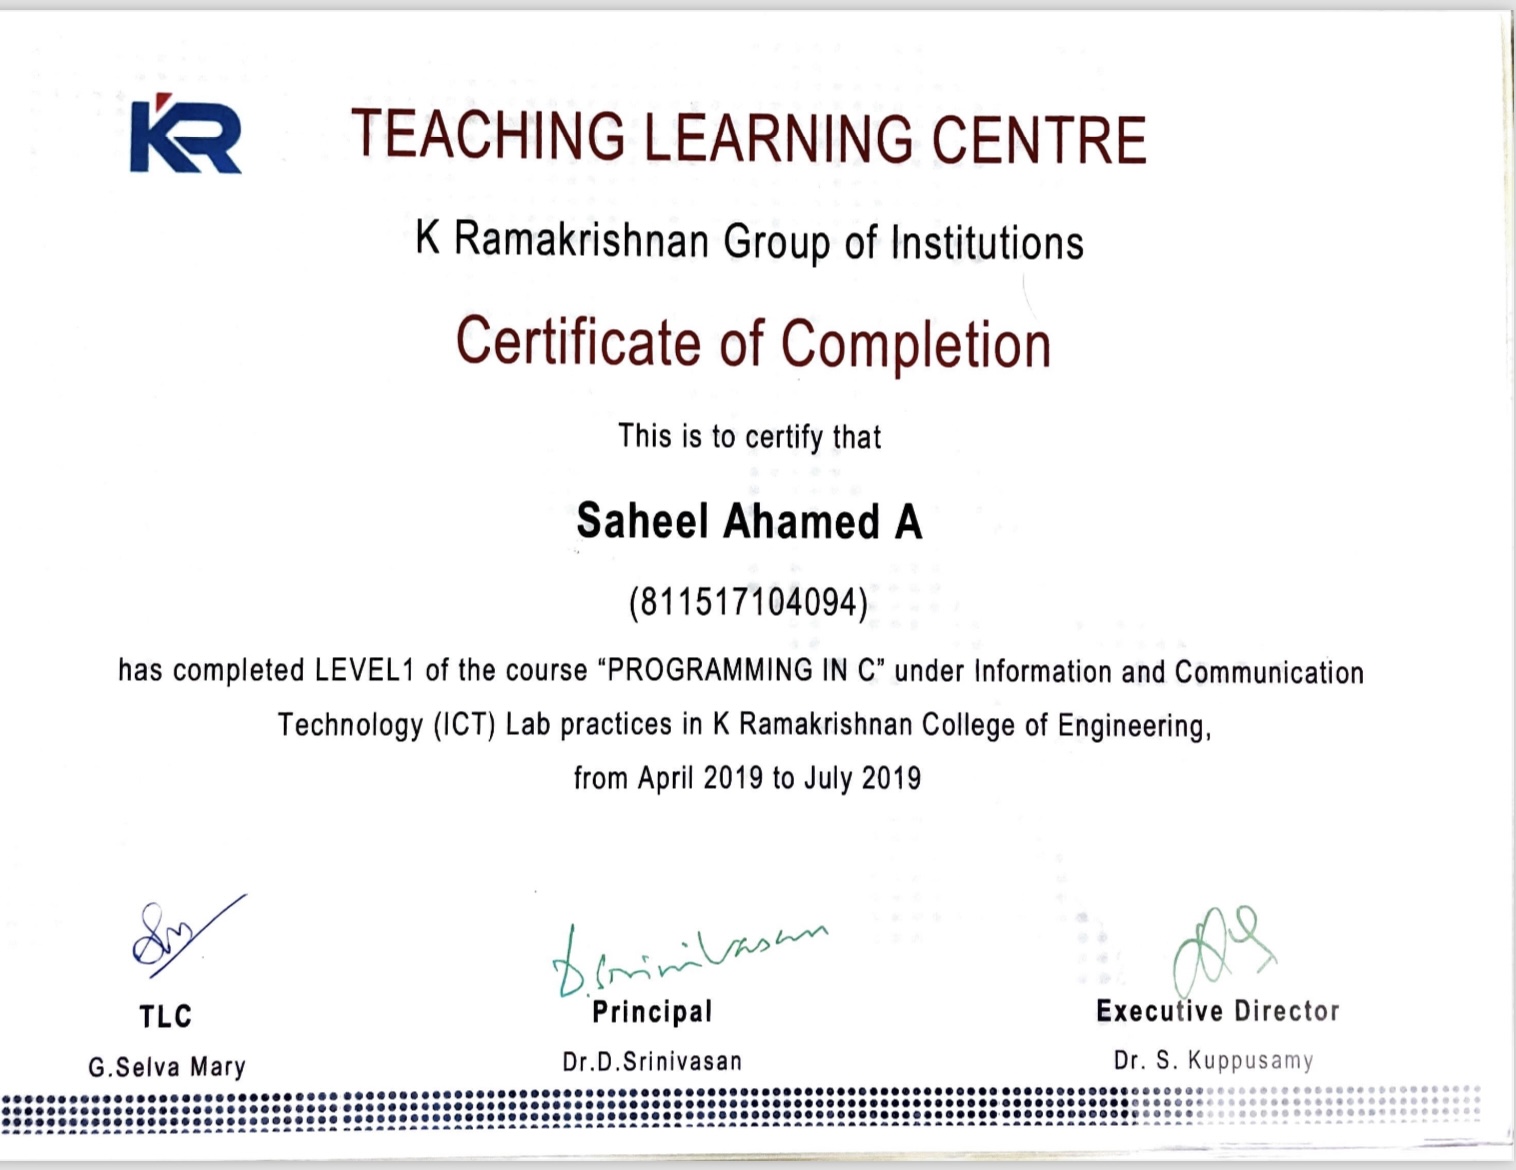 KR
TEACHING LEARNING CENTRE
K Ramakrishnan Group of Institutions
Certificate of Completion
This is to certify that
Saheel Ahamed A
(811517104094)
has completed LEVEL1 of the course “PROGRAMMING IN C” under Information and Communication
Technology (ICT) Lab practices in K Ramakrishnan College of Engineering,
from April 2019 to July 2019
D.Srinivasan
TLC
Principal
Executive Director
G.Selva Mary
Dr.D.Srinivasan
Dr. S. Kuppusamy